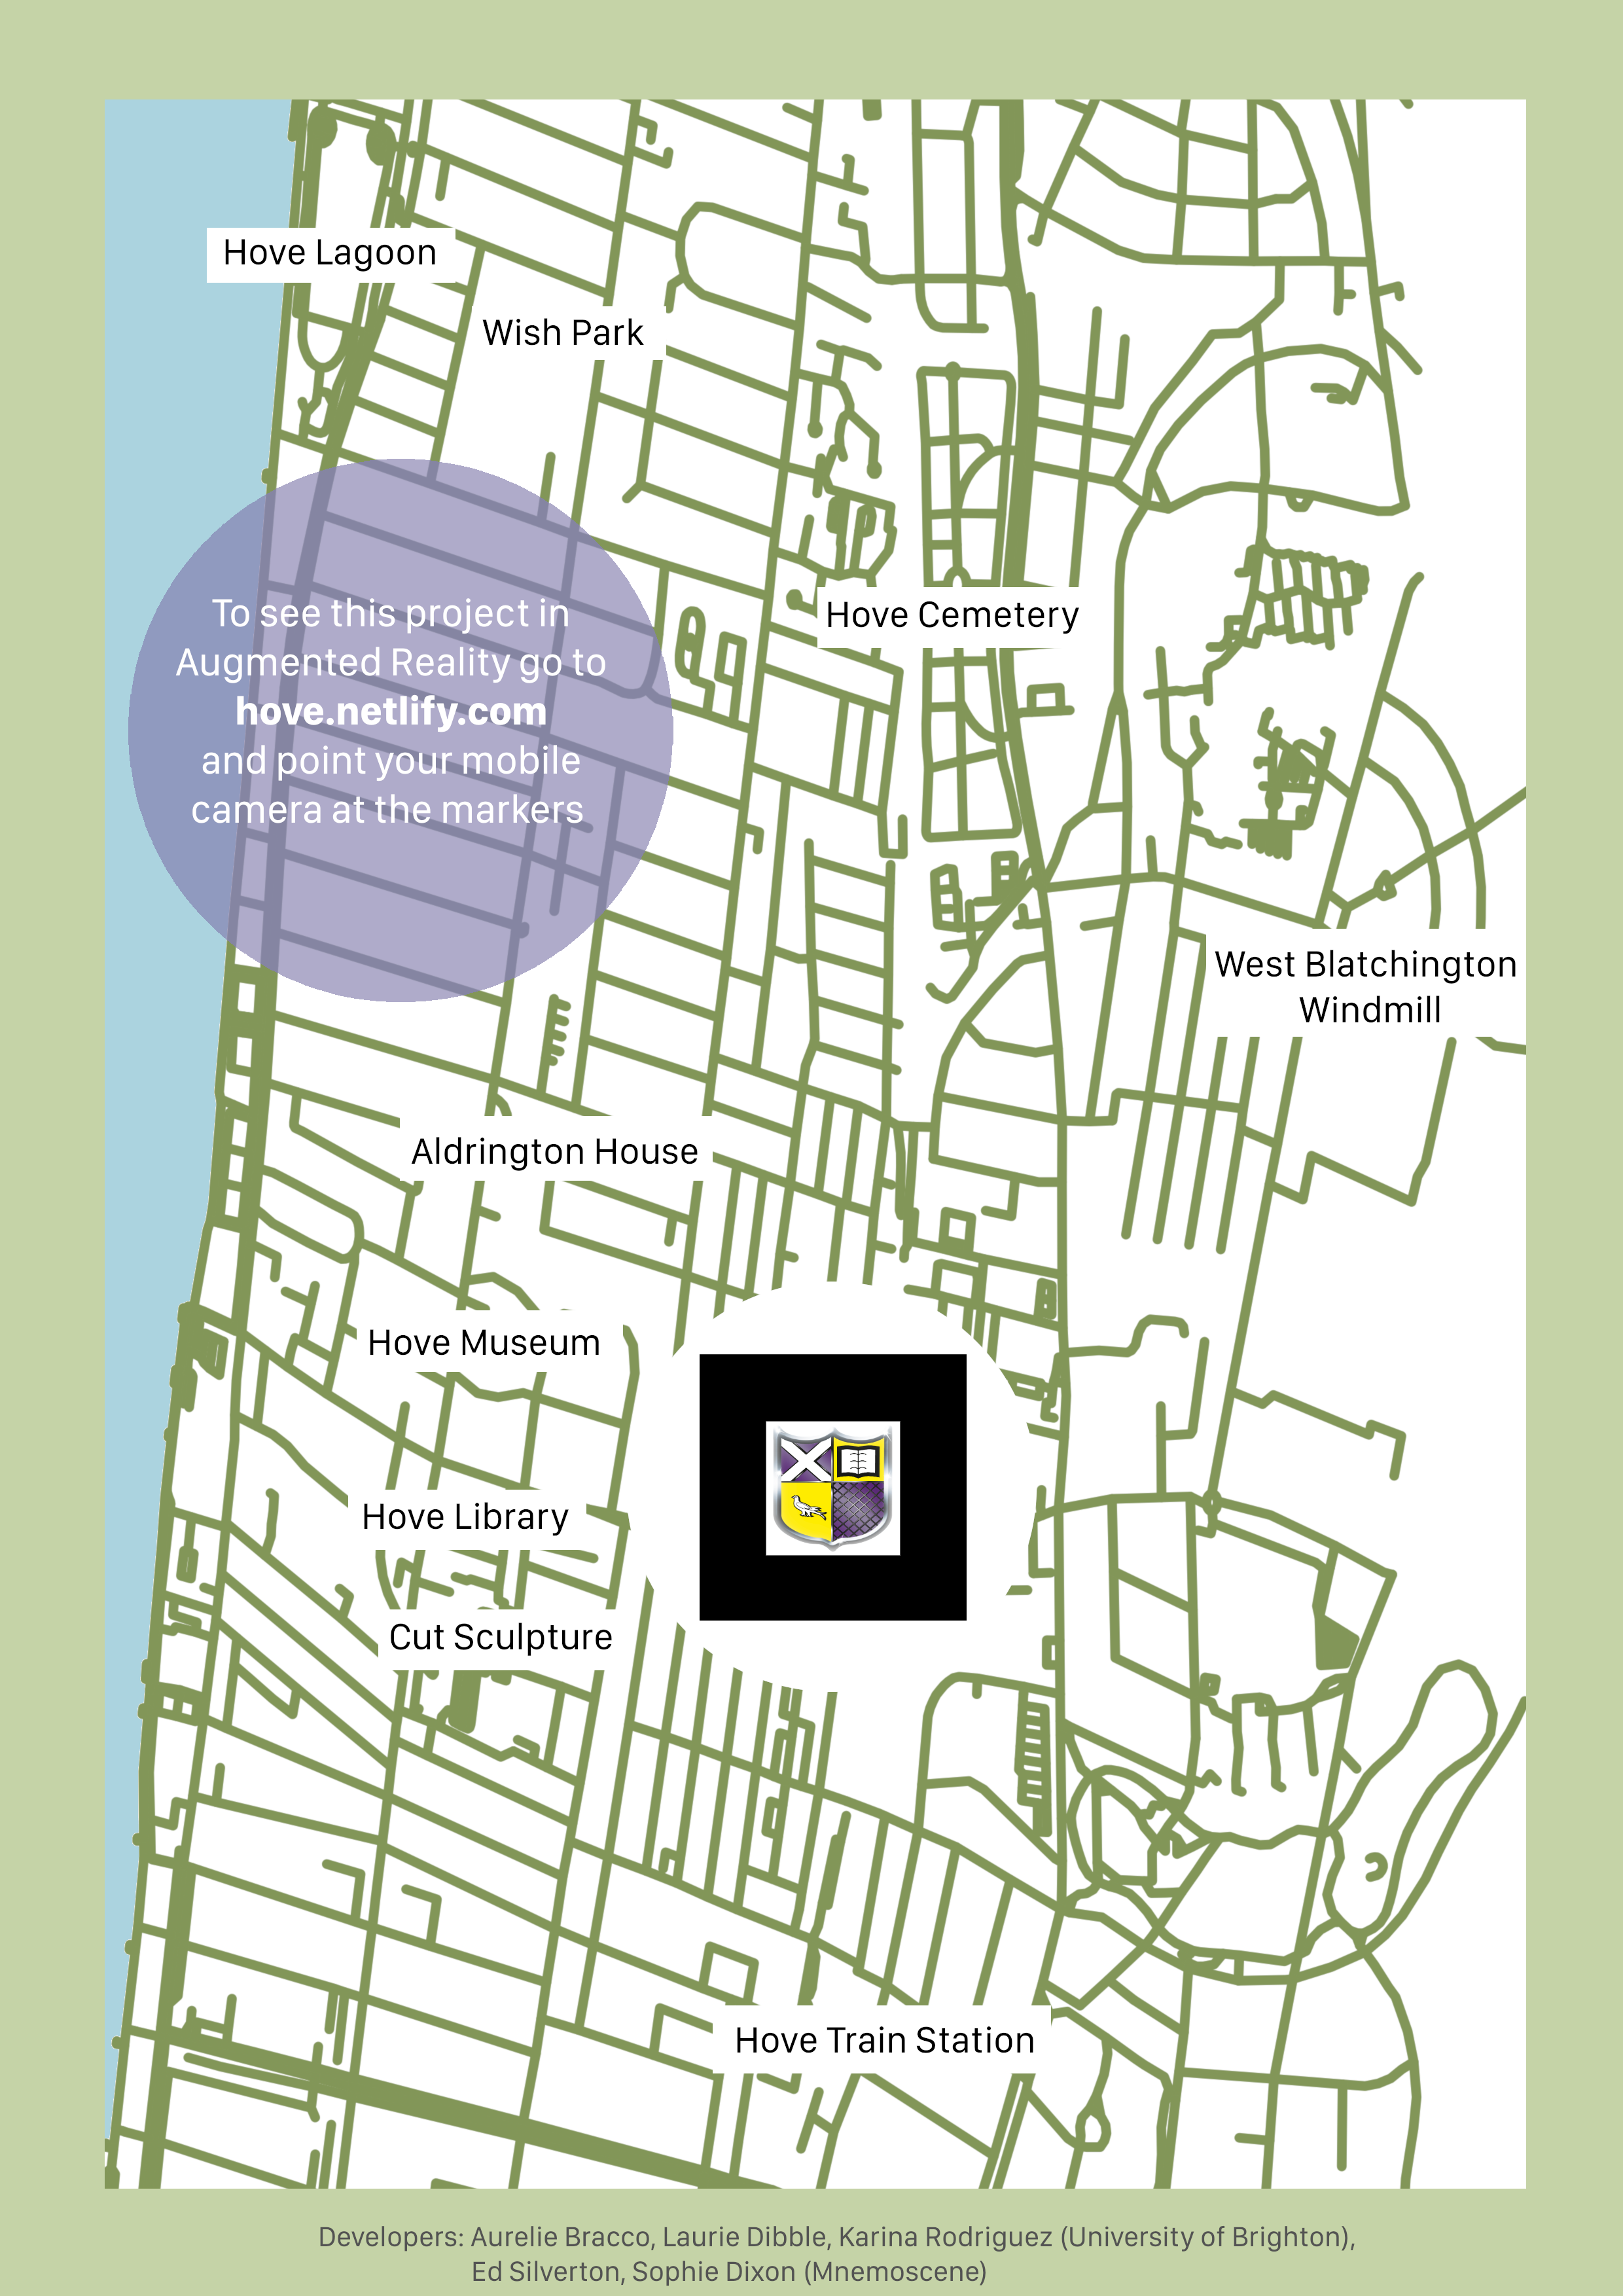 Hove Lagoon
Wish Park
To see this project in
Augmented Reality go to
hove.netlify.com
and point your mobile
camera at the markers
Hove Cemetery
West Blatchington
Windmill
Aldrington House
Hove Museum
Hove Library
Cut Sculpture
Hove Train Station
Developers: Aurelie Bracco, Laurie Dibble, Karina Rodriguez (University of Brighton),
Ed Silverton, Sophie Dixon (Mnemoscene)